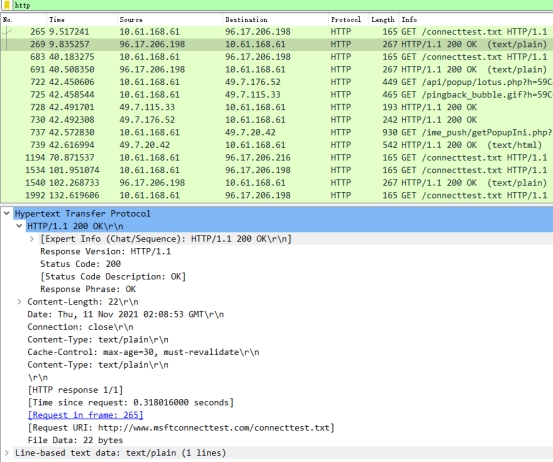 http
No. Time Source Destination Protocol Length Info
265 9.517241 10.61.168.61 96.17.206.198 HTTP 165 GET /connecttest.txt HTTP/1.1
269 9.835257 96.17.206.198 10.61.168.61 HTTP 267 HTTP/1.1 200 OK (text/plain)
683 40.183275 10.61.168.61 96.17.206.198 HTTP 165 GET /connecttest.txt HTTP/1.1
691 40.508350 96.17.206.198 10.61.168.61 HTTP 267 HTTP/1.1 200 OK (text/plain)
722 42.450606 10.61.168.61 49.7.176.52 HTTP 449 GET /api/popup/lotus.php?h=59C
725 42.458544 10.61.168.61 49.7.115.33 HTTP 465 GET /pingback_bubble.gif?h=59C
728 42.491701 49.7.115.33 10.61.168.61 HTTP 193 HTTP/1.1 200 OK
730 42.492308 49.7.176.52 10.61.168.61 HTTP 242 HTTP/1.1 200 OK
737 42.572830 10.61.168.61 49.7.20.42 HTTP 930 GET /ime_push/getPopupIni.php?
739 42.616994 49.7.20.42 10.61.168.61 HTTP 542 HTTP/1.1 200 OK (text/html)
1194 70.871537 10.61.168.61 96.17.206.216 HTTP 165 GET /connecttest.txt HTTP/1.1
1534 101.951074 10.61.168.61 96.17.206.198 HTTP 165 GET /connecttest.txt HTTP/1.1
1540 102.268733 96.17.206.198 10.61.168.61 HTTP 267 HTTP/1.1 200 OK (text/plain)
1992 132.619606 10.61.168.61 96.17.206.198 HTTP 165 GET /connecttest.txt HTTP/1.1
Hypertext Transfer Protocol
HTTP/1.1 200 OK\r\n
[Expert Info (Chat/Sequence): HTTP/1.1 200 OK\r\n]
Response Version: HTTP/1.1
Status Code: 200
[Status Code Description: OK]
Response Phrase: OK
Content-Length: 22\r\n
Date: Thu, 11 Nov 2021 02:08:53 GMT\r\n
Connection: close\r\n
Content-Type: text/plain\r\n
Cache-Control: max-age=30, must-revalidate\r\n
Content-Type: text/plain\r\n
\r\n
[HTTP response 1/1]
[Time since request: 0.318016000 seconds]
[Request in frame: 265]
[Request URI: http://www.msftconnecttest.com/connecttest.txt]
File Data: 22 bytes
Line-based text data: text/plain (1 lines)